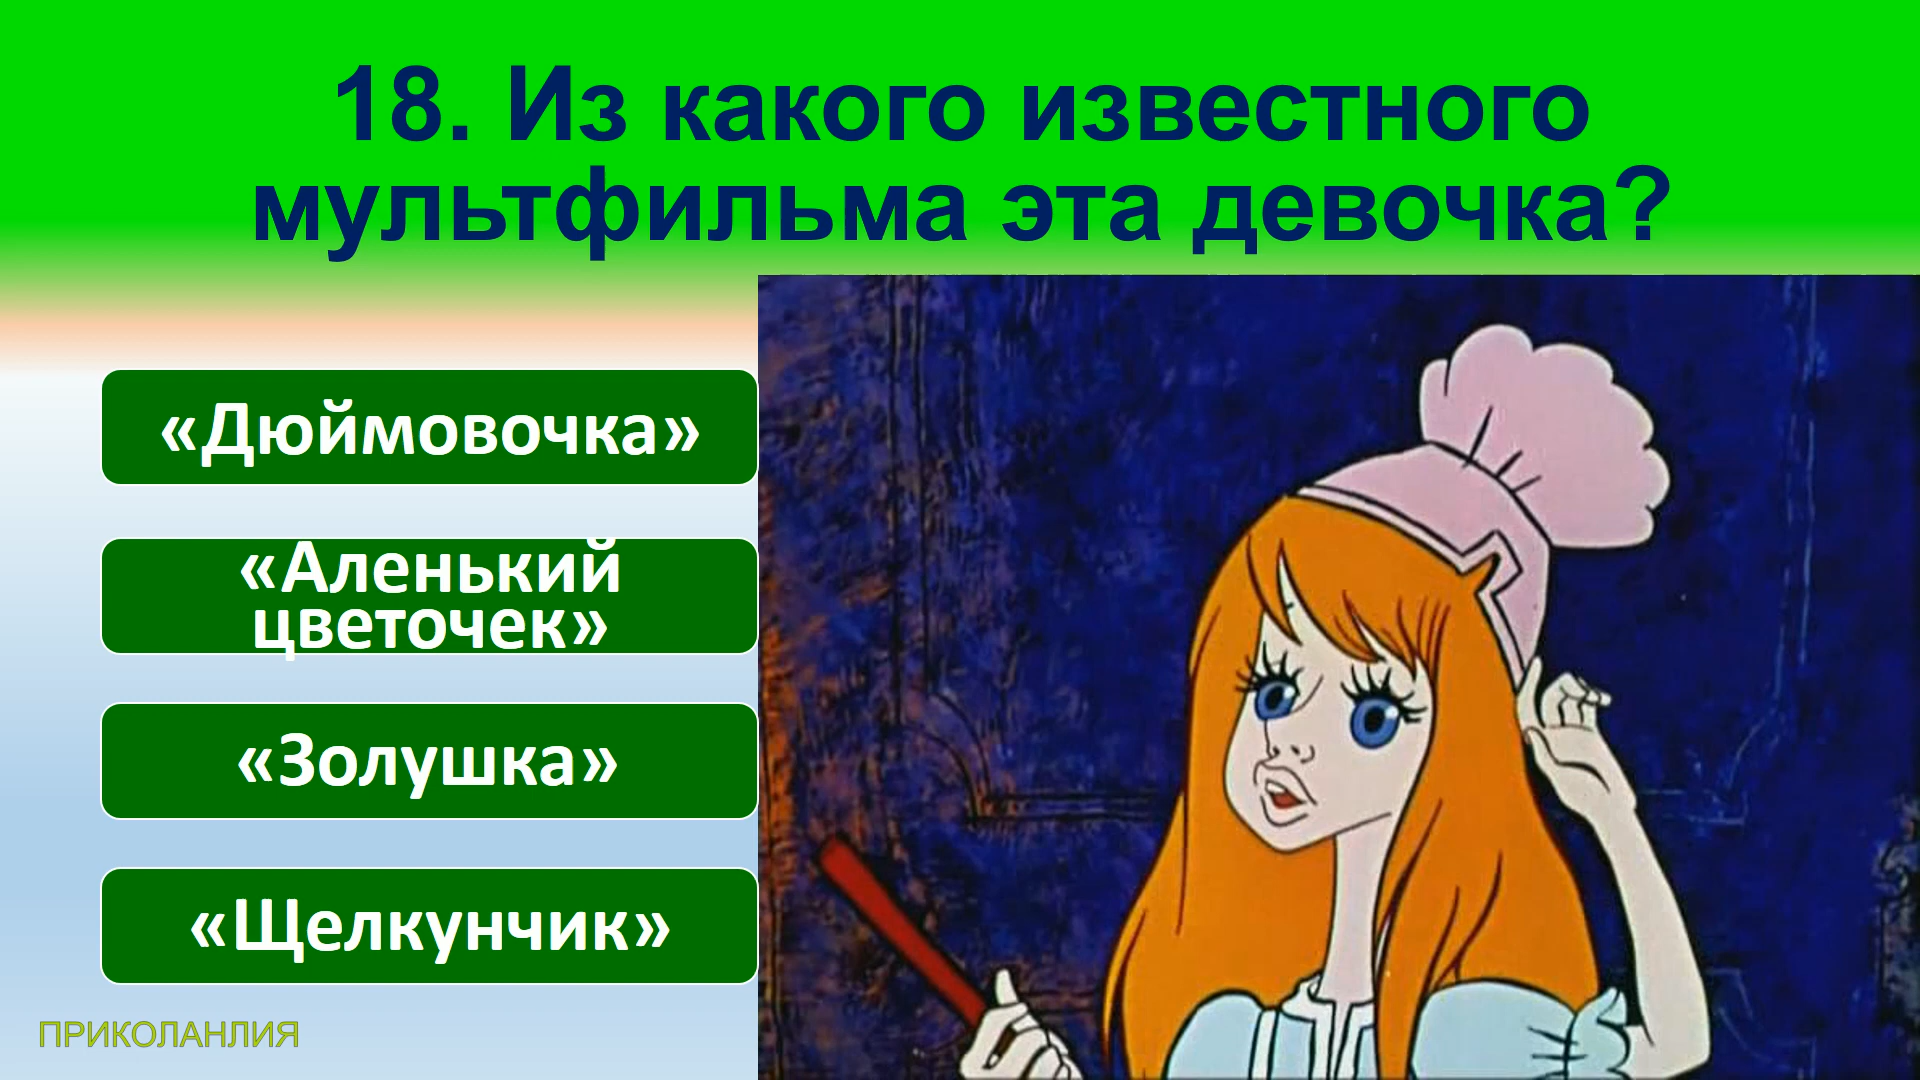 18. Из какого известного
мультфильма эта девочка?
«Дюймовочка»
«Аленький
цветочек»
«Золушка»
«Щелкунчик»
ПРИКОЛАНЛИЯ